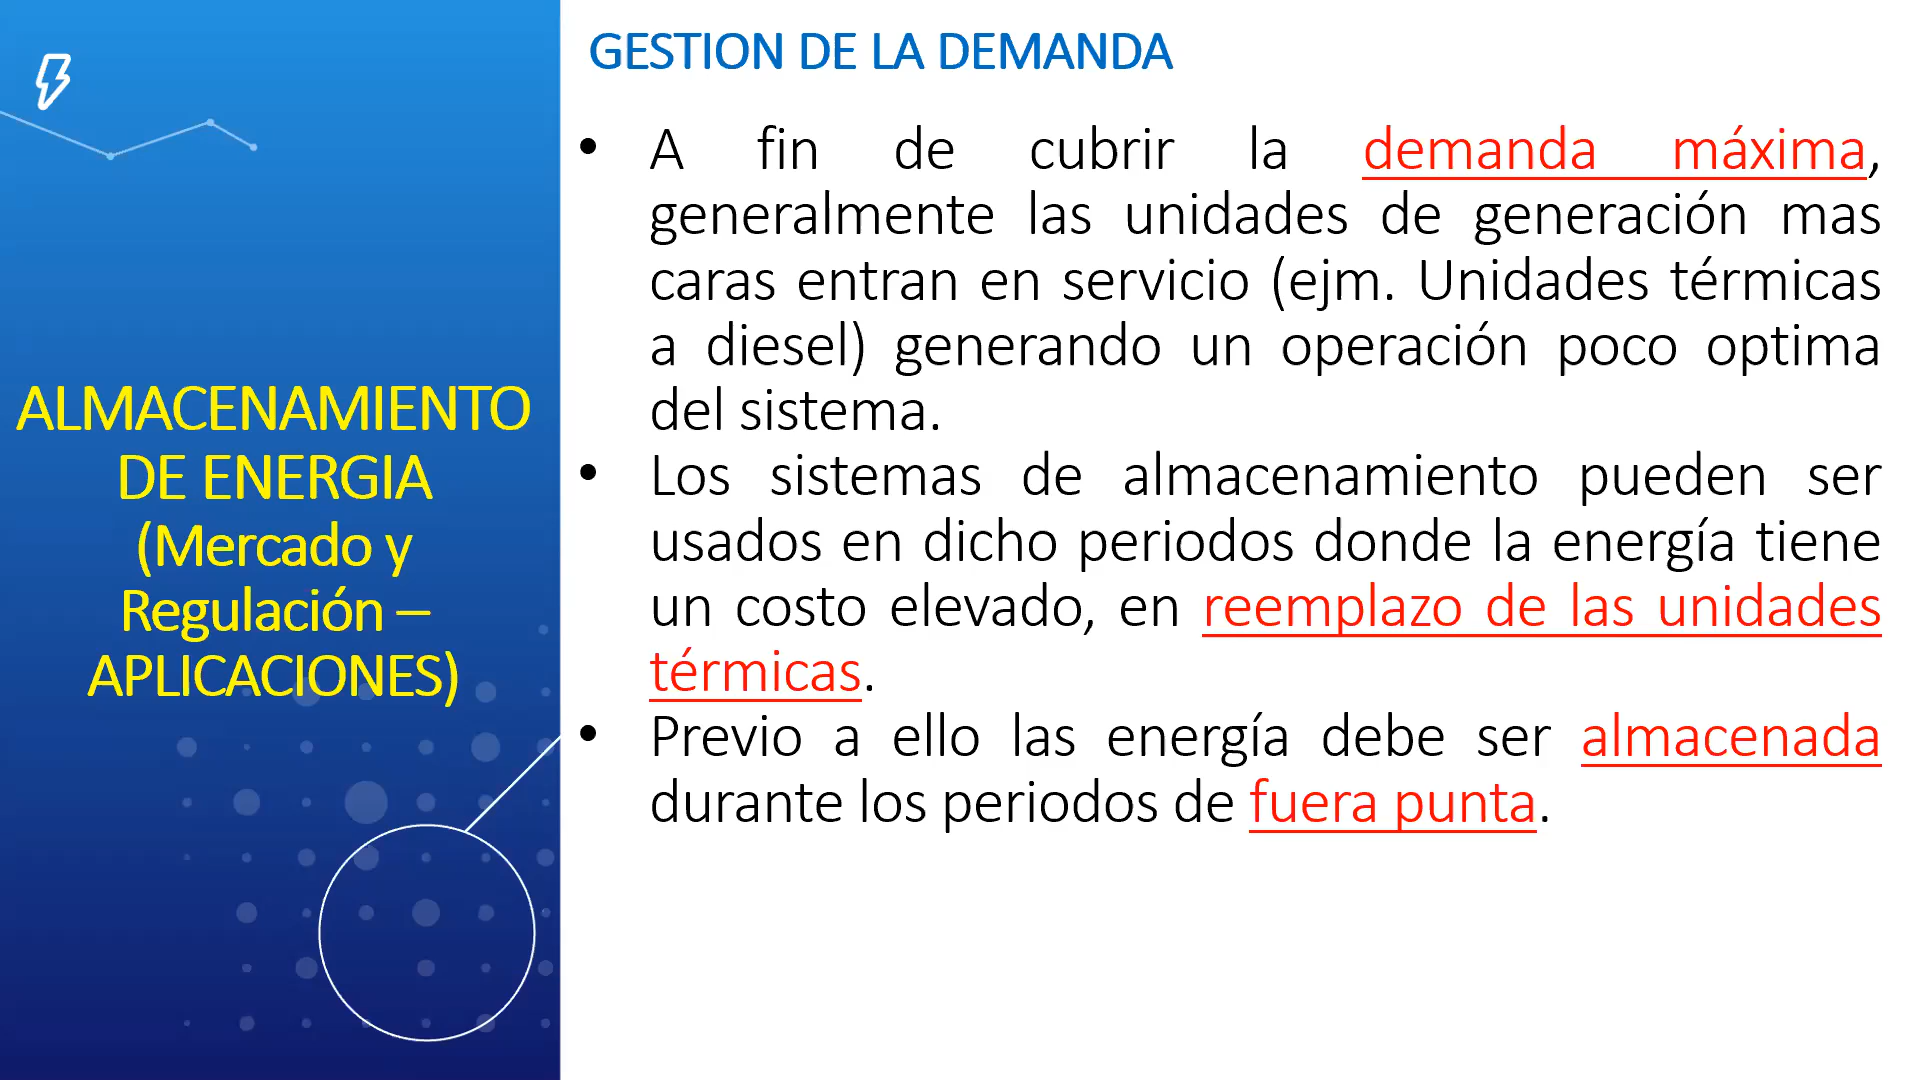 ALMACENAMIENTO
DE ENERGIA
(Mercado y
Regulación –
APLICACIONES)
GESTION DE LA DEMANDA
• A fin de cubrir la demanda máxima,
generalmente las unidades de generación mas
caras entran en servicio (ejm. Unidades térmicas
a diesel) generando un operación poco optima
del sistema.
• Los sistemas de almacenamiento pueden ser
usados en dicho periodos donde la energía tiene
un costo elevado, en reemplazo de las unidades
térmicas.
• Previo a ello las energía debe ser almacenada
durante los periodos de fuera punta.